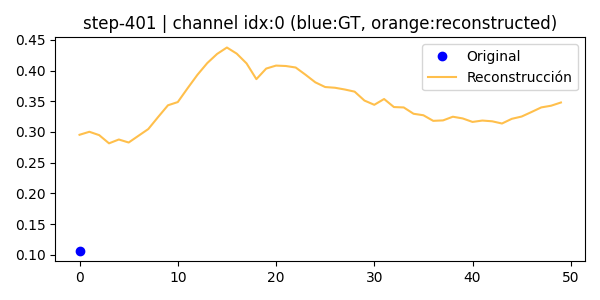 step-401 | channel idx:0 (blue:GT, orange:reconstructed)
0.45
0.40
0.35
0.30
0.25
0.20
0.15
0.10
Original
Reconstrucción
0 10 20 30 40 50